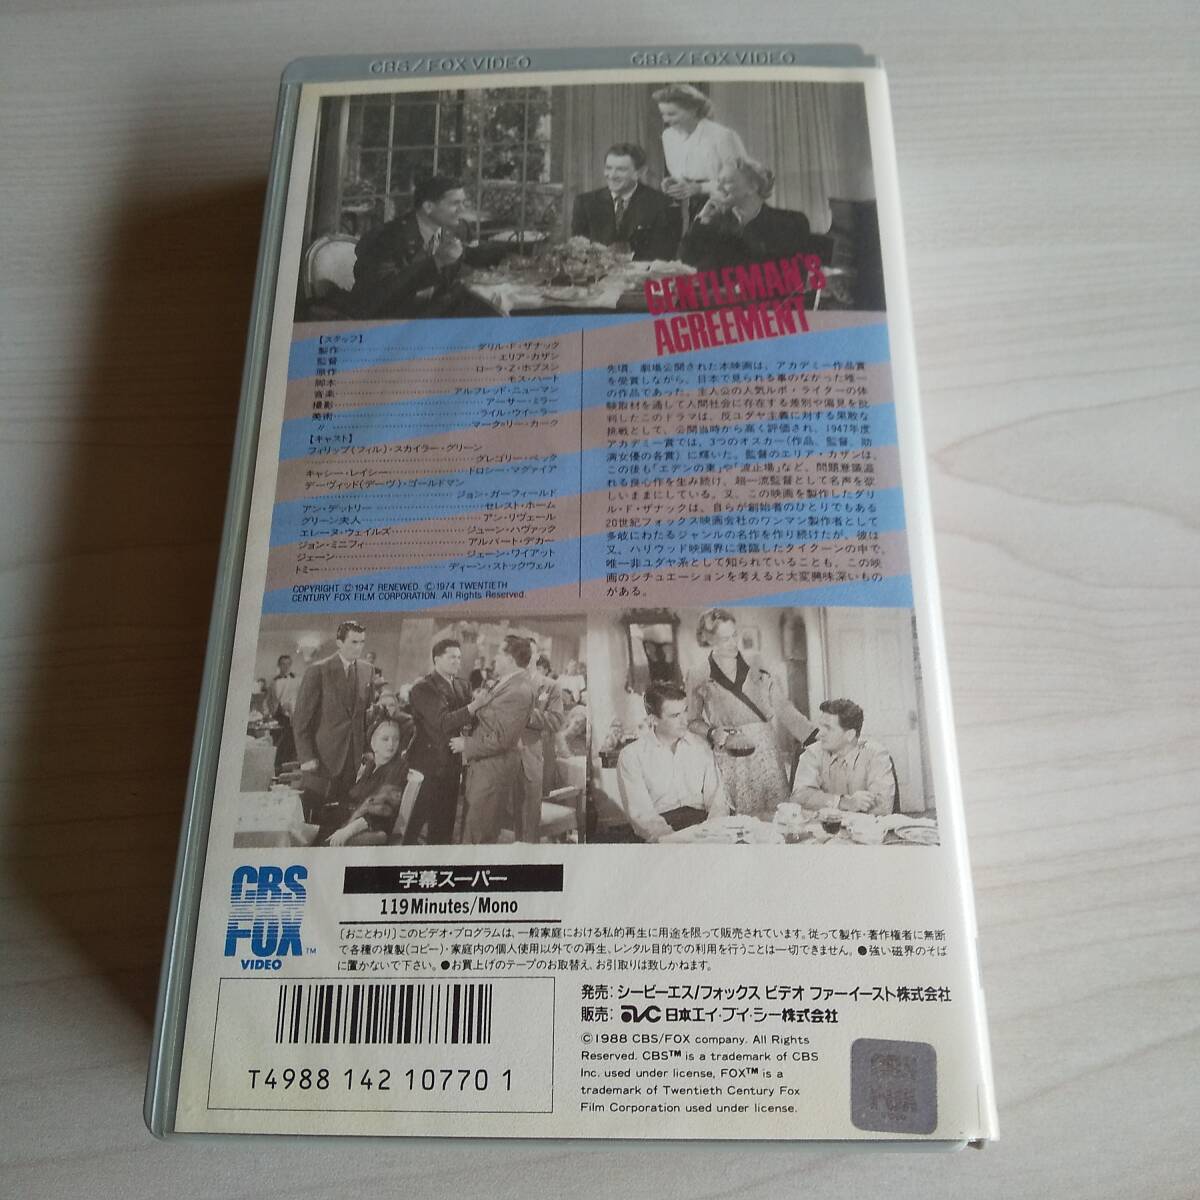 CBS/FOX VIDEO
CBS/FOX VIDEO
GENTLEMAN'S
AGREEMENT
【スタッフ】
製作……ダリル・F・ザナック
監督……エリア・カザン
原作……ローラ・Z・ホブスン
脚本……モス・ハート
音楽……アルフレッド・ニューマン
撮影……アーサー・ミラー
美術……ライル・ウイーラー
〃……マーク=リー・カーク
【キャスト】
フィリップ(フィル)・スカイラー・グリーン
……グレゴリー・ペック
キャシー・レイシー……ドロシー・マグァイア
デーヴィッド(デーヴ)・ゴールドマン
……ジョン・ガーフィールド
アン・デットリー……セレスト・ホーム
グリーン夫人……アン・リヴェール
エレーヌ・ウェイルズ……ジューン・ハヴァック
ジョン・ミニフィ……アルバート・デカー
ジェーン……ジェーン・ワイアット
トミー……ディーン・ストックウェル
COPYRIGHT ©1947 RENEWED. ©1974 TWENTIETH
CENTURY FOX FILM CORPORATION. All Rights Reserved.
先頃、劇場公開された本映画は、アカデミー作品賞
を受賞しながら、日本で見られる事のなかった唯一
の作品であった。主人公の人気ルポ・ライターの体
験取材を通して人間社会に存在する差別や偏見を批
判したこのドラマは、反ユダヤ主義に対する果敢な
挑戦として、公開当時から高く評価され、1947年度
アカデミー賞では、3つのオスカー(作品、監督、助
演女優の各賞)に輝いた。監督のエリア・カザンは、
この後も「エデンの東」や「波止場」など、問題意識溢
れる良心作を生み続け、超一流監督として名声を欲
しいままにしている。又、この映画を製作したダリ
ル・F・ザナックは、自らが創始者のひとりでもある
20世紀フォックス映画会社のワンマン製作者として
多岐にわたるジャンルの名作を作り続けたが、彼は
又、ハリウッド映画界に君臨したタイクーンの中で、
唯一非ユダヤ系として知られていることも、この映
画のシチュエーションを考えると大変興味深いもの
がある。
CBS
FOX™
VIDEO
字幕スーパー
119Minutes/Mono
〔おことわり〕このビデオ・プログラムは、一般家庭における私的再生に用途を限って販売されています。従って製作・著作権者に無断
で各種の複製(コピー)・家庭内の個人使用以外での再生、レンタル目的での利用を行うことは一切できません。●強い磁界のそば
に置かないで下さい。●お買上げのテープのお取替え、お引取りは致しかねます。
発売: シービーエス/フォックス ビデオ ファーイースト株式会社
販売: AVC 日本エイ・ブイ・シー株式会社
©1988 CBS/FOX company. All Rights
Reserved. CBS™ is a trademark of CBS
Inc. used under license, FOX™ is a
trademark of Twentieth Century Fox
Film Corporation used under license.
T4988 142 10770 1
CBS
FOX